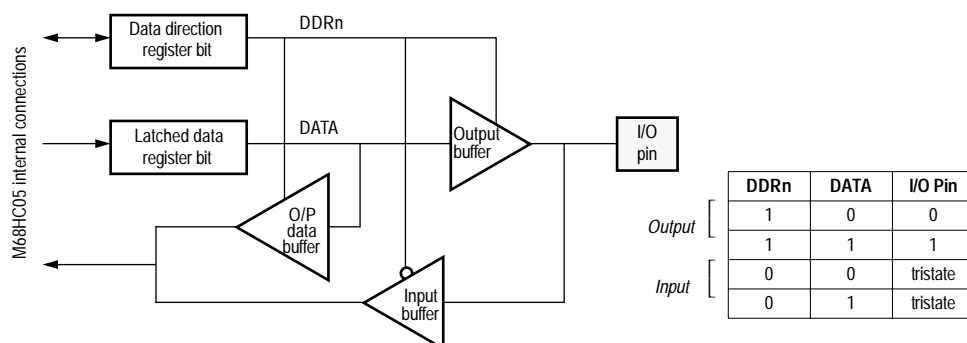 M68HC05 internal connections
Data direction
register bit
DDRn
Latched data
register bit
DATA
Output
buffer
I/O
pin
O/P
data
buffer
Input
buffer
DDRn DATA I/O Pin
Output
1 0 0
1 1 1
Input
0 0 tristate
0 1 tristate